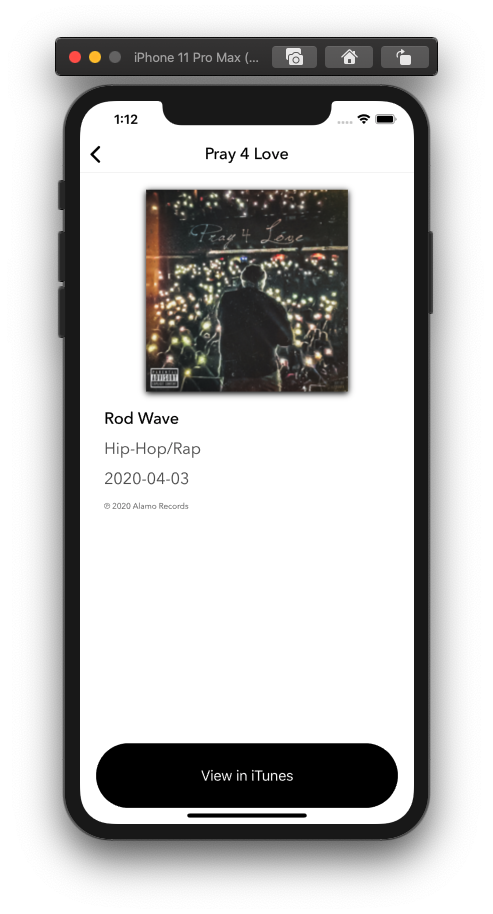 iPhone 11 Pro Max (...
1:12
Pray 4 Love
Pray 4 Love
PARENTAL
ADVISORY
EXPLICIT CONTENT
Rod Wave
Hip-Hop/Rap
2020-04-03
℗ 2020 Alamo Records
View in iTunes